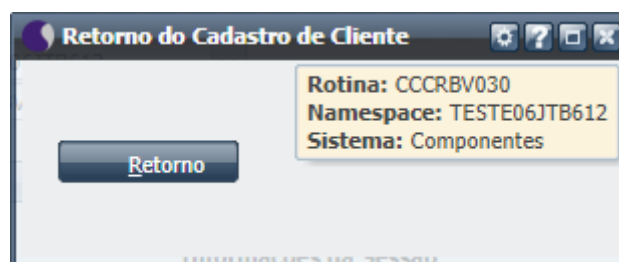 Retorno do Cadastro de Cliente
Rotina: CCCRBV030
Namespace: TESTE06JTB612
Sistema: Componentes
Retorno